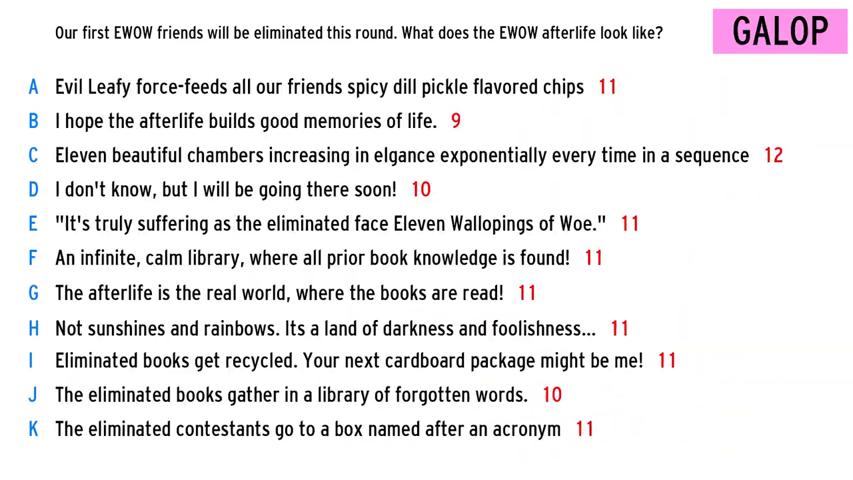 Our first EWOW friends will be eliminated this round. What does the EWOW afterlife look like?
GALOP
A Evil Leafy force-feeds all our friends spicy dill pickle flavored chips 11
B I hope the afterlife builds good memories of life. 9
C Eleven beautiful chambers increasing in elgance exponentially every time in a sequence 12
D I don't know, but I will be going there soon! 10
E "It's truly suffering as the eliminated face Eleven Wallopings of Woe." 11
F An infinite, calm library, where all prior book knowledge is found! 11
G The afterlife is the real world, where the books are read! 11
H Not sunshines and rainbows. Its a land of darkness and foolishness... 11
I Eliminated books get recycled. Your next cardboard package might be me! 11
J The eliminated books gather in a library of forgotten words. 10
K The eliminated contestants go to a box named after an acronym 11